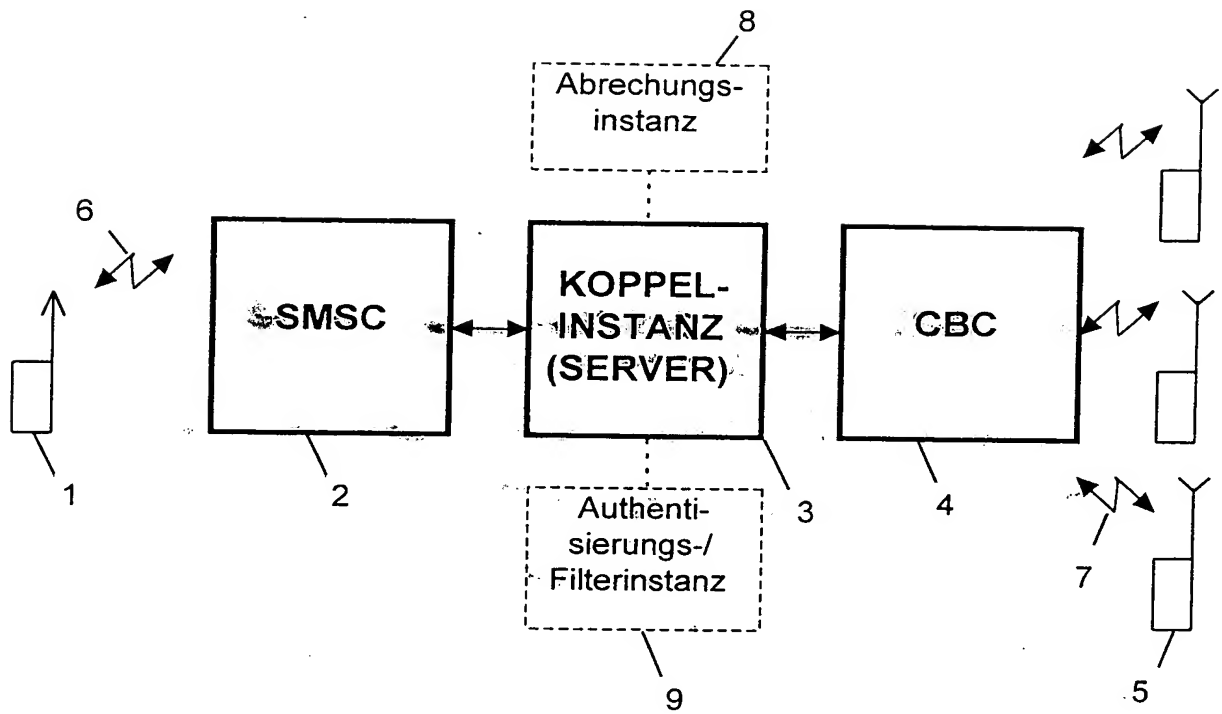 8
Abrechungs-
instanz
6
SMSC
KOPPEL-
INSTANZ
(SERVER)
CBC
1
2
3
4
Authenti-
sierungs-/
Filterinstanz
7
9
5